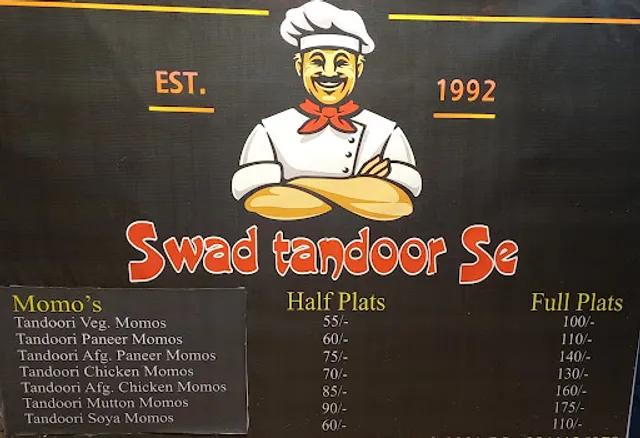 EST. 1992
Swad tandoor Se
Momo's Half Plats Full Plats
Tandoori Veg. Momos 55/- 100/-
Tandoori Paneer Momos 60/- 110/-
Tandoori Afg. Paneer Momos 75/- 140/-
Tandoori Chicken Momos 70/- 130/-
Tandoori Afg. Chicken Momos 85/- 160/-
Tandoori Mutton Momos 90/- 175/-
Tandoori Soya Momos 60/- 110/-